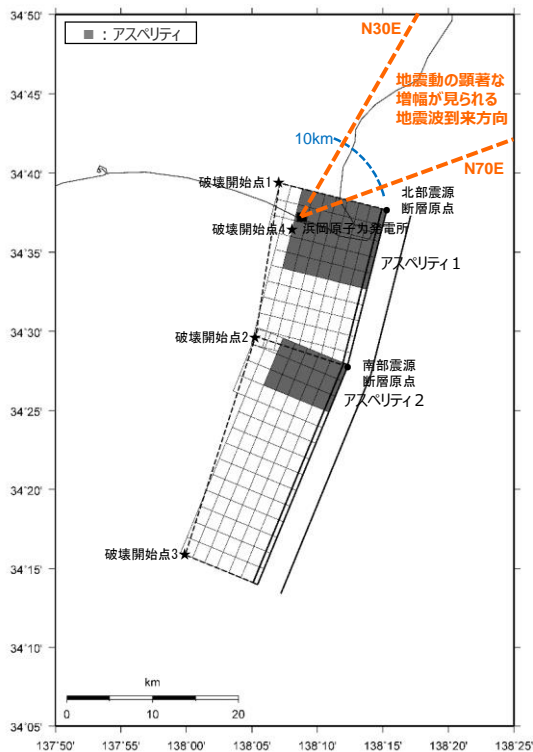 ■ : アスペリティ
N30E
地震動の顕著な
増幅が見られる
地震波到来方向
10km
N70E
破壊開始点1
北部震源
断層原点
破壊開始点4
浜岡原子力発電所
アスペリティ1
破壊開始点2
南部震源
断層原点
アスペリティ2
破壊開始点3
km
0 10 20
34°50'
34°45'
34°40'
34°35'
34°30'
34°25'
34°20'
34°15'
34°10'
34°05'
137°50' 137°55' 138°00' 138°05' 138°10' 138°15' 138°20' 138°25'